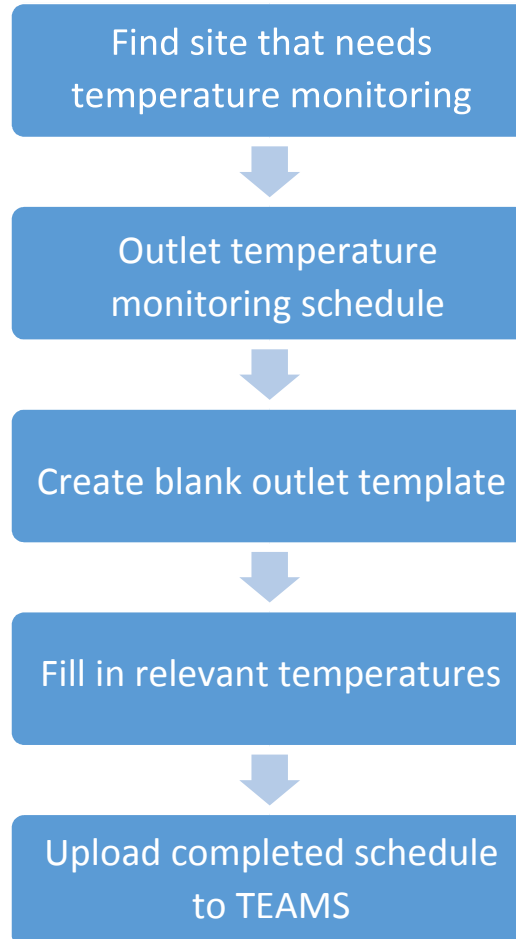 Find site that needs
temperature monitoring
Outlet temperature
monitoring schedule
Create blank outlet template
Fill in relevant temperatures
Upload completed schedule
to TEAMS